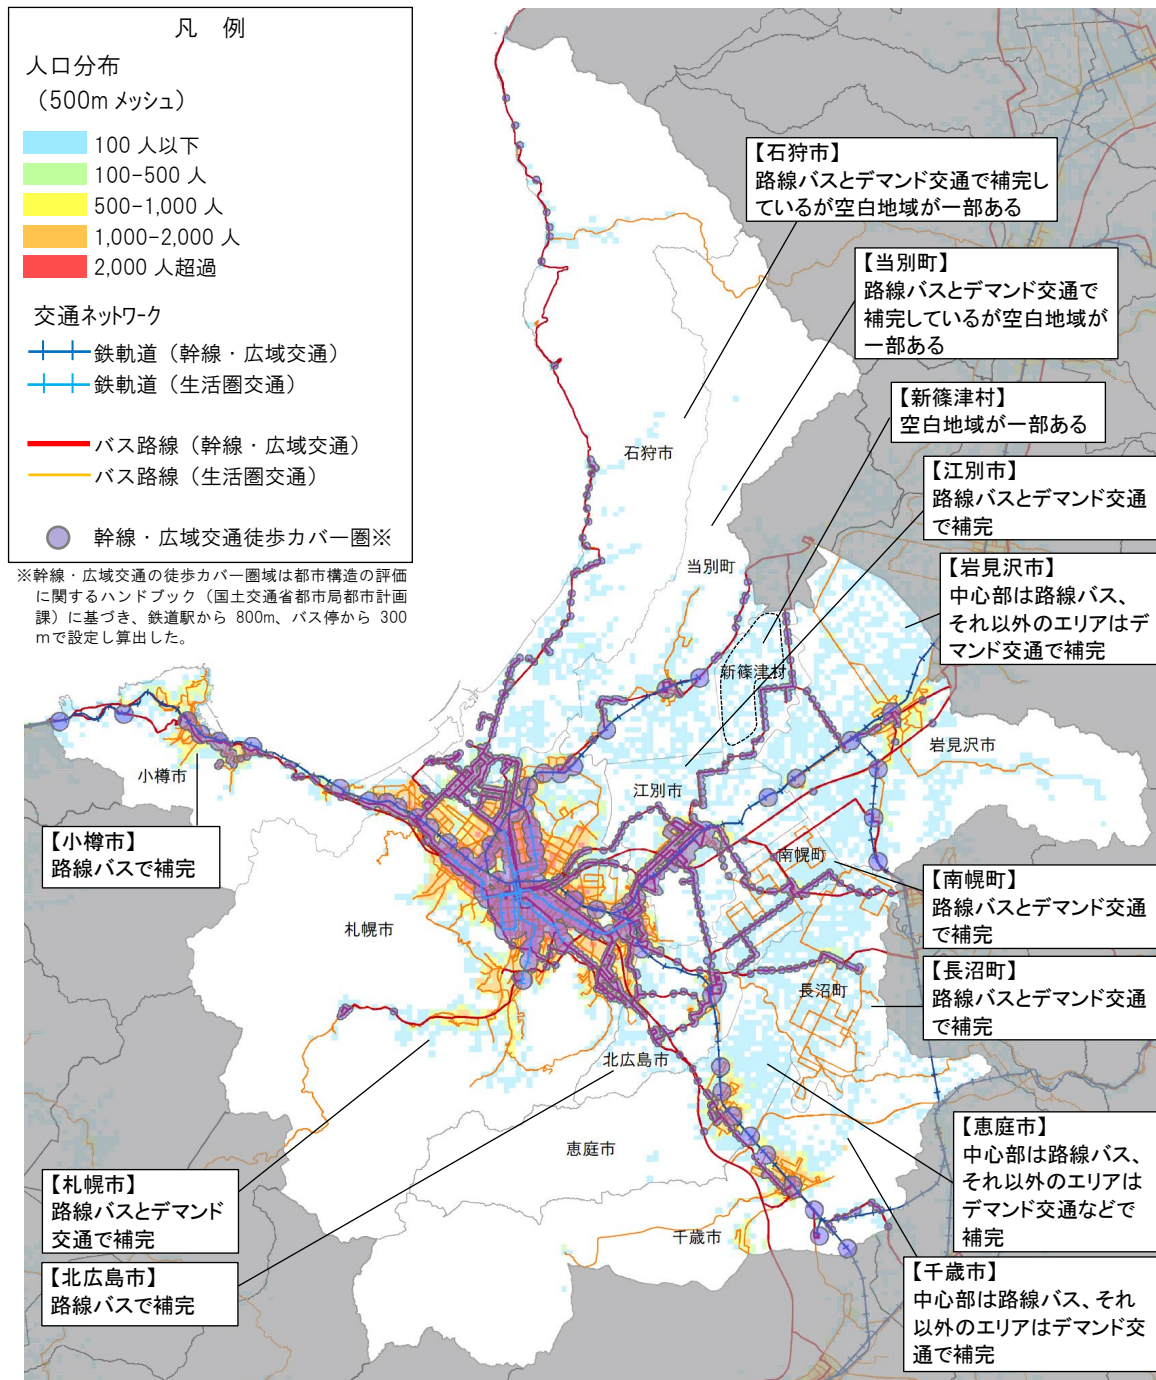 凡 例
人口分布
（500m メッシュ）
100 人以下
100-500 人
500-1,000 人
1,000-2,000 人
2,000 人超過
交通ネットワーク
鉄軌道（幹線・広域交通）
鉄軌道（生活圏交通）
バス路線（幹線・広域交通）
バス路線（生活圏交通）
幹線・広域交通徒歩カバー圏※
※幹線・広域交通の徒歩カバー圏域は都市構造の評価
に関するハンドブック（国土交通省都市局都市計画
課）に基づき、鉄道駅から 800m、バス停から 300
ｍで設定し算出した。
【石狩市】
路線バスとデマンド交通で補完し
ているが空白地域が一部ある
【当別町】
路線バスとデマンド交通で
補完しているが空白地域が
一部ある
【新篠津村】
空白地域が一部ある
【江別市】
路線バスとデマンド交通
で補完
【岩見沢市】
中心部は路線バス、
それ以外のエリアはデ
マンド交通で補完
石狩市
当別町
新篠津村
岩見沢市
小樽市
江別市
【小樽市】
路線バスで補完
南幌町
【南幌町】
路線バスとデマンド交通
で補完
札幌市
長沼町
【長沼町】
路線バスとデマンド交通
で補完
北広島市
恵庭市
【恵庭市】
中心部は路線バス、
それ以外のエリアは
デマンド交通などで
補完
【札幌市】
路線バスとデマンド
交通で補完
千歳市
【北広島市】
路線バスで補完
【千歳市】
中心部は路線バス、それ
以外のエリアはデマンド交
通で補完